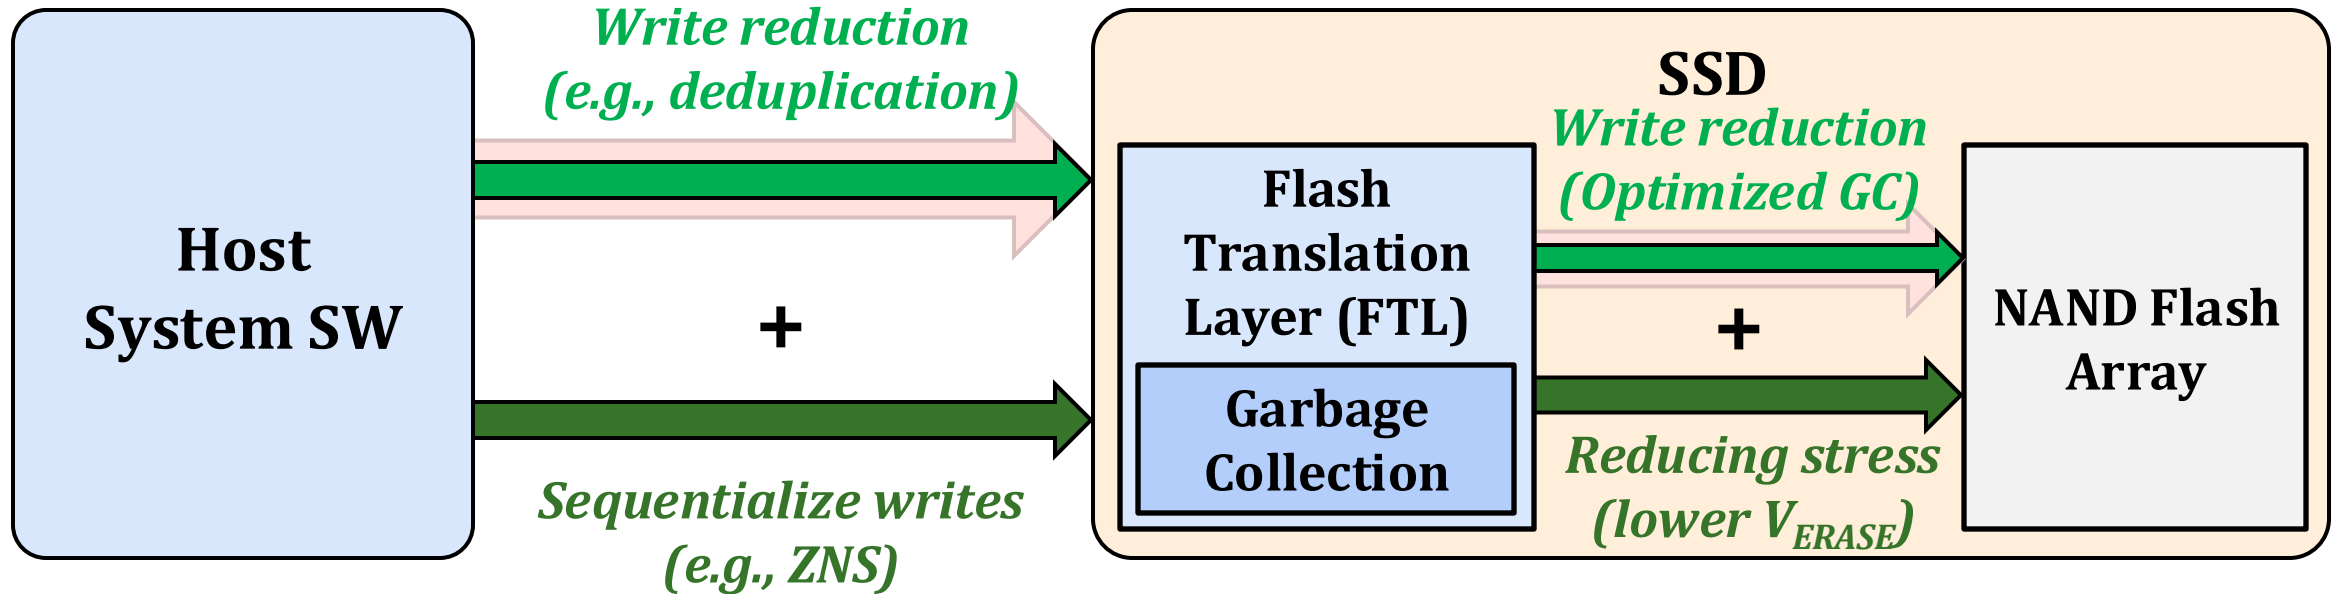 Write reduction
(e.g., deduplication)
Host
System SW
+
Sequentialize writes
(e.g., ZNS)
SSD
Flash
Translation
Layer (FTL)
Garbage
Collection
Write reduction
(Optimized GC)
+
Reducing stress
(lower VERASE)
NAND Flash
Array